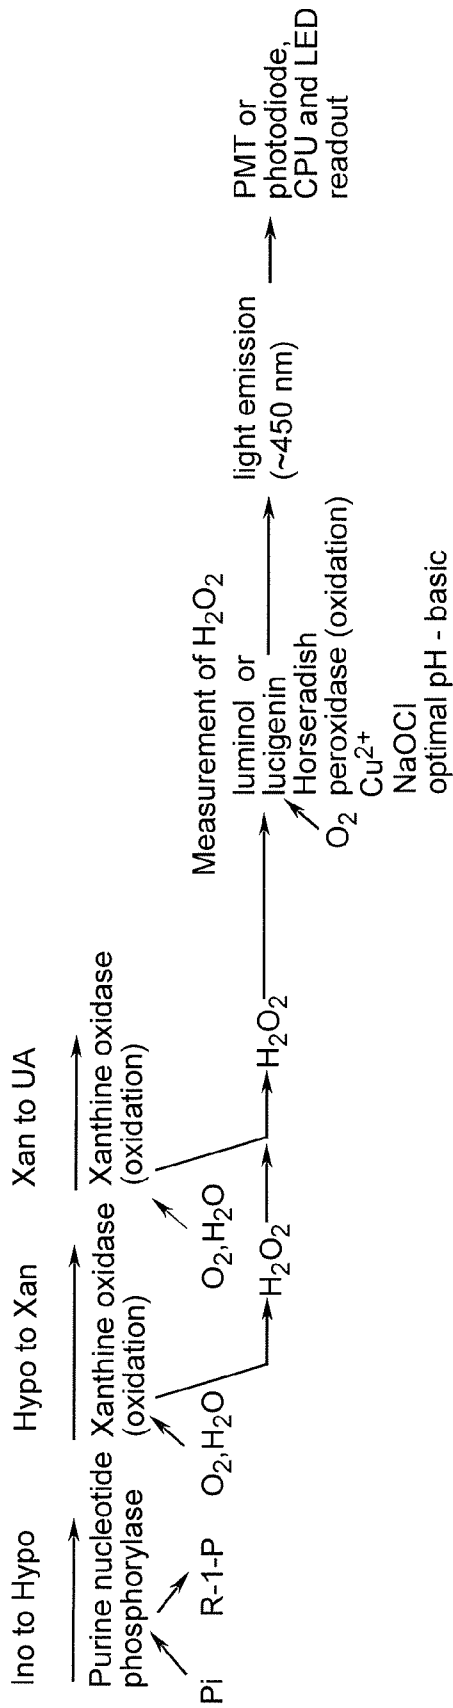 Ino to Hypo
Purine nucleotide
phosphorylase
Pi
R-1-P
Hypo to Xan
Xanthine oxidase
(oxidation)
O2,H2O
H2O2
Xan to UA
Xanthine oxidase
(oxidation)
O2,H2O
H2O2
Measurement of H2O2
luminol or
lucigenin
Horseradish
peroxidase (oxidation)
O2
Cu2+
NaOCl
optimal pH - basic
light emission
(~450 nm)
PMT or
photodiode,
CPU and LED
readout